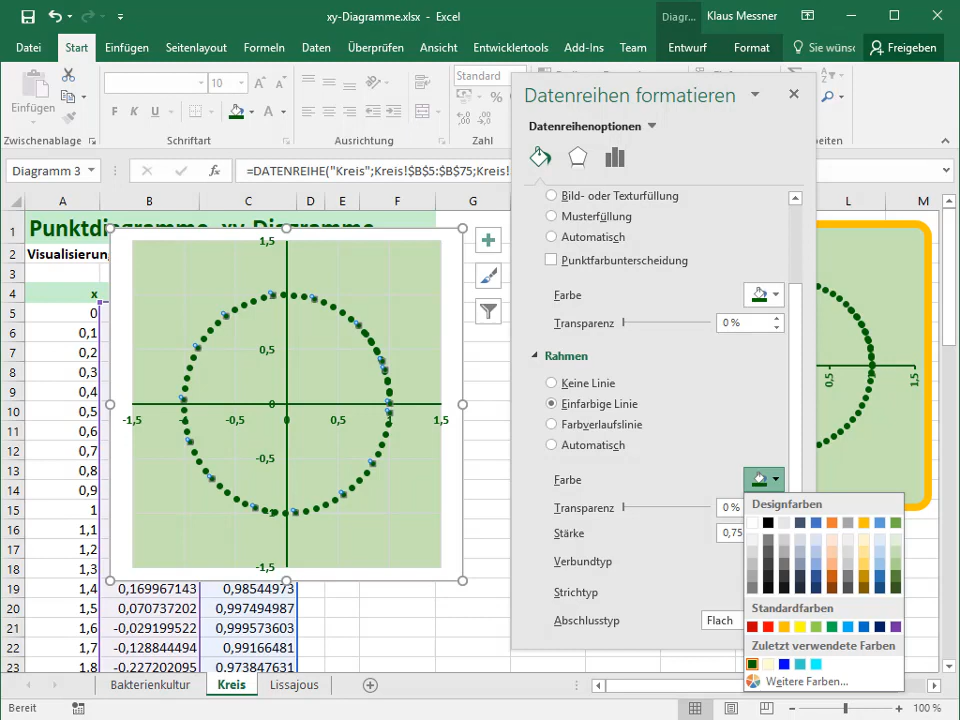 xy-Diagramme.xlsx - Excel
Diagr...
Klaus Messner
Datei Start Einfügen Seitenlayout Formeln Daten Überprüfen Ansicht Entwicklertools Add-Ins Team Entwurf Format Sie wüns Freigeben
10
Standard
Einfügen
F K U
%
Zwischenablage Schriftart Ausrichtung Zahl
Diagramm 3
fx
=DATENREIHE("Kreis";Kreis!$B$5:$B$75;Kreis!
A B C D E F G L M
1 Punktdiagramme, xy-Diagramme
2 Visualisierun
3
4 x
5 0
6 0,1
7 0,2
8 0,3
9 0,4
10 0,5
11 0,6
12 0,7
13 0,8
14 0,9
15 1
16 1,1
17 1,2
18 1,3
19 1,4 0,169967143 0,98544973
20 1,5 0,070737202 0,997494987
21 1,6 -0,029199522 0,999573603
22 1,7 -0,128844494 0,99166481
23 1,8 -0,227202095 0,973847631
1,5
0,5
0
-1,5 -0,5 0 0,5 1 1,5
-0,5
-1,5
0,5
1,5
Datenreihen formatieren
Datenreihenoptionen
Bild- oder Texturfüllung
Musterfüllung
Automatisch
Punktfarbunterscheidung
Farbe
Transparenz 0 %
Rahmen
Keine Linie
Einfarbige Linie
Farbverlaufslinie
Automatisch
Farbe
Transparenz 0 %
Stärke 0,75
Verbundtyp
Strichtyp
Abschlusstyp Flach
Designfarben
Standardfarben
Zuletzt verwendete Farben
Weitere Farben...
Bakterienkultur Kreis Lissajous
Bereit
100 %